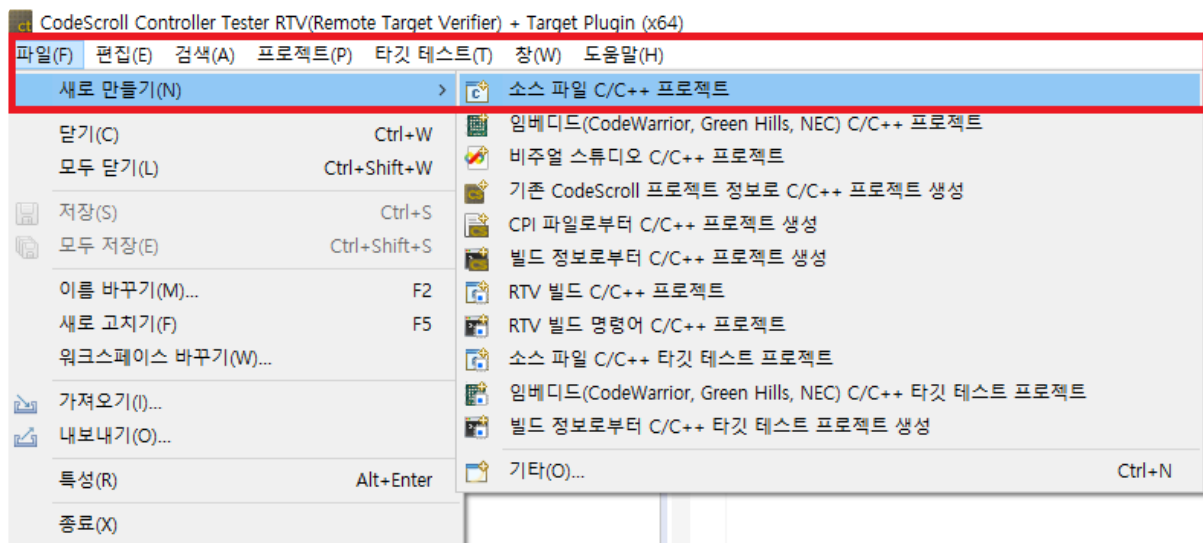 CodeScroll Controller Tester RTV(Remote Target Verifier) + Target Plugin (x64)
파일(F) 편집(E) 검색(A) 프로젝트(P) 타깃 테스트(T) 창(W) 도움말(H)
새로 만들기(N) >
닫기(C) Ctrl+W
모두 닫기(L) Ctrl+Shift+W
저장(S) Ctrl+S
모두 저장(E) Ctrl+Shift+S
이름 바꾸기(M)... F2
새로 고치기(F) F5
워크스페이스 바꾸기(W)...
가져오기(I)...
내보내기(O)...
특성(R) Alt+Enter
종료(X)
소스 파일 C/C++ 프로젝트
임베디드(CodeWarrior, Green Hills, NEC) C/C++ 프로젝트
비주얼 스튜디오 C/C++ 프로젝트
기존 CodeScroll 프로젝트 정보로 C/C++ 프로젝트 생성
CPI 파일로부터 C/C++ 프로젝트 생성
빌드 정보로부터 C/C++ 프로젝트 생성
RTV 빌드 C/C++ 프로젝트
RTV 빌드 명령어 C/C++ 프로젝트
소스 파일 C/C++ 타깃 테스트 프로젝트
임베디드(CodeWarrior, Green Hills, NEC) C/C++ 타깃 테스트 프로젝트
빌드 정보로부터 C/C++ 타깃 테스트 프로젝트 생성
기타(O)... Ctrl+N